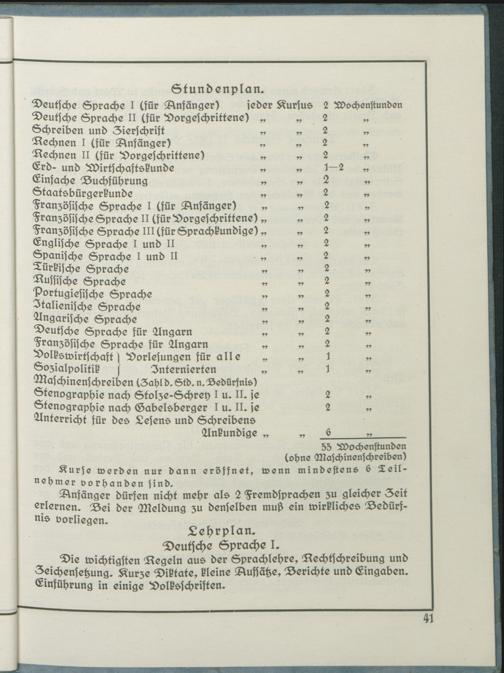 Stundenplan.
Deutsche Sprache I (für Anfänger) jeder Kursus 2 Wochenstunden
Deutsche Sprache II (für Vorgeschrittene) „ „ 2 „
Schreiben und Zierschrift „ „ 2 „
Rechnen I (für Anfänger) „ „ 2 „
Rechnen II (für Vorgeschrittene) „ „ 2 „
Erd- und Wirtschaftskunde „ „ 1—2 „
Einfache Buchführung „ „ 2 „
Staatsbürgerkunde „ „ 2 „
Französische Sprache I (für Anfänger) „ „ 2 „
Französische Sprache II (für Vorgeschrittene) „ „ 2 „
Französische Sprache III (für Sprachkundige) „ „ 2 „
Englische Sprache I und II „ „ 2 „
Spanische Sprache I und II „ „ 2 „
Türkische Sprache „ „ 2 „
Russische Sprache „ „ 2 „
Portugiesische Sprache „ „ 2 „
Italienische Sprache „ „ 2 „
Ungarische Sprache „ „ 2 „
Deutsche Sprache für Ungarn „ „ 2 „
Französische Sprache für Ungarn „ „ 2 „
Volkswirtschaft } Vorlesungen für alle „ „ 1 „
Sozialpolitik } Internierten „ „ 1 „
Maschinenschreiben (Zahl d. Std. n. Bedürfnis)
Stenographie nach Stolze-Schrey I u. II. je 2 „
Stenographie nach Gabelsberger I u. II. je 2 „
Unterricht für des Lesens und Schreibens
Unkundige „ „ 6 „
55 Wochenstunden
(ohne Maschinenschreiben)
Kurse werden nur dann eröffnet, wenn mindestens 6 Teil-
nehmer vorhanden sind.
Anfänger dürfen nicht mehr als 2 Fremdsprachen zu gleicher Zeit
erlernen. Bei der Meldung zu denselben muß ein wirkliches Bedürf-
nis vorliegen.
Lehrplan.
Deutsche Sprache I.
Die wichtigsten Regeln aus der Sprachlehre, Rechtschreibung und
Zeichensetzung. Kurze Diktate, kleine Aufsätze, Berichte und Eingaben.
Einführung in einige Volksschriften.
41